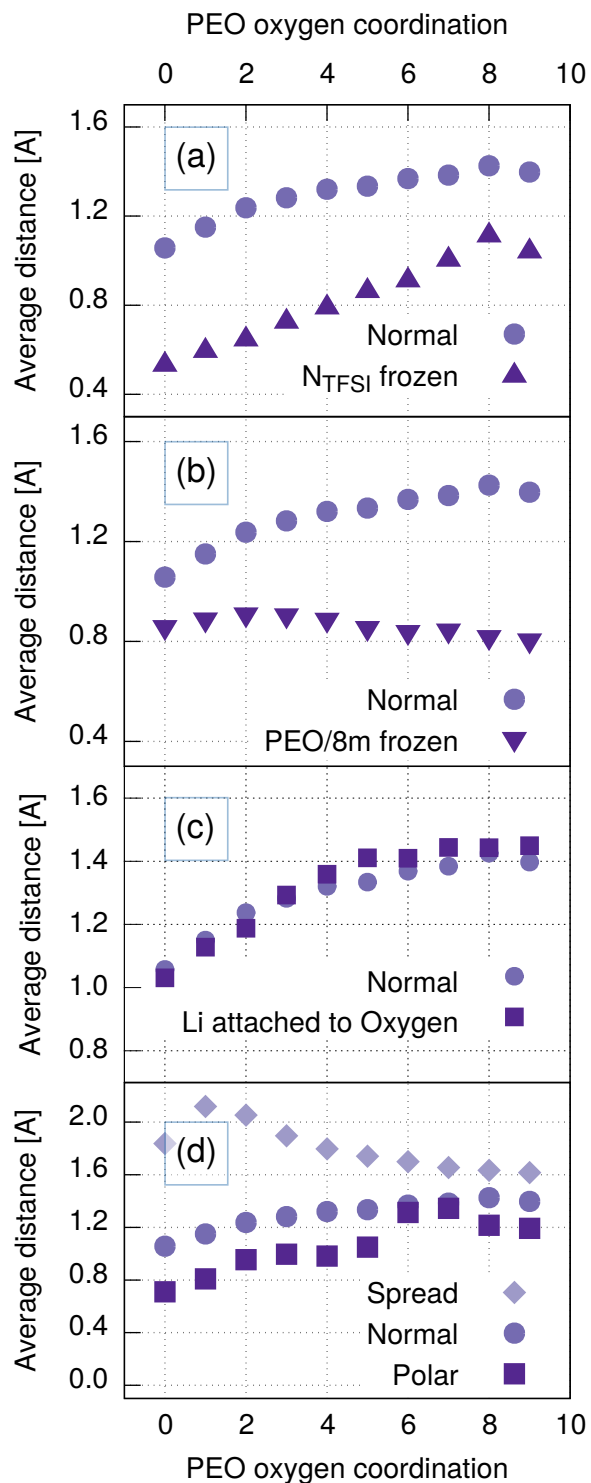 PEO oxygen coordination
0 2 4 6 8 10
Average distance [A]
1.6
1.2
0.8
0.4
(a)
Normal
N_TFSI frozen
Average distance [A]
1.6
1.2
0.8
0.4
(b)
Normal
PEO/8m frozen
Average distance [A]
1.6
1.4
1.2
1.0
0.8
(c)
Normal
Li attached to Oxygen
Average distance [A]
2.0
1.6
1.2
0.8
0.4
0.0
(d)
Spread
Normal
Polar
0 2 4 6 8 10
PEO oxygen coordination